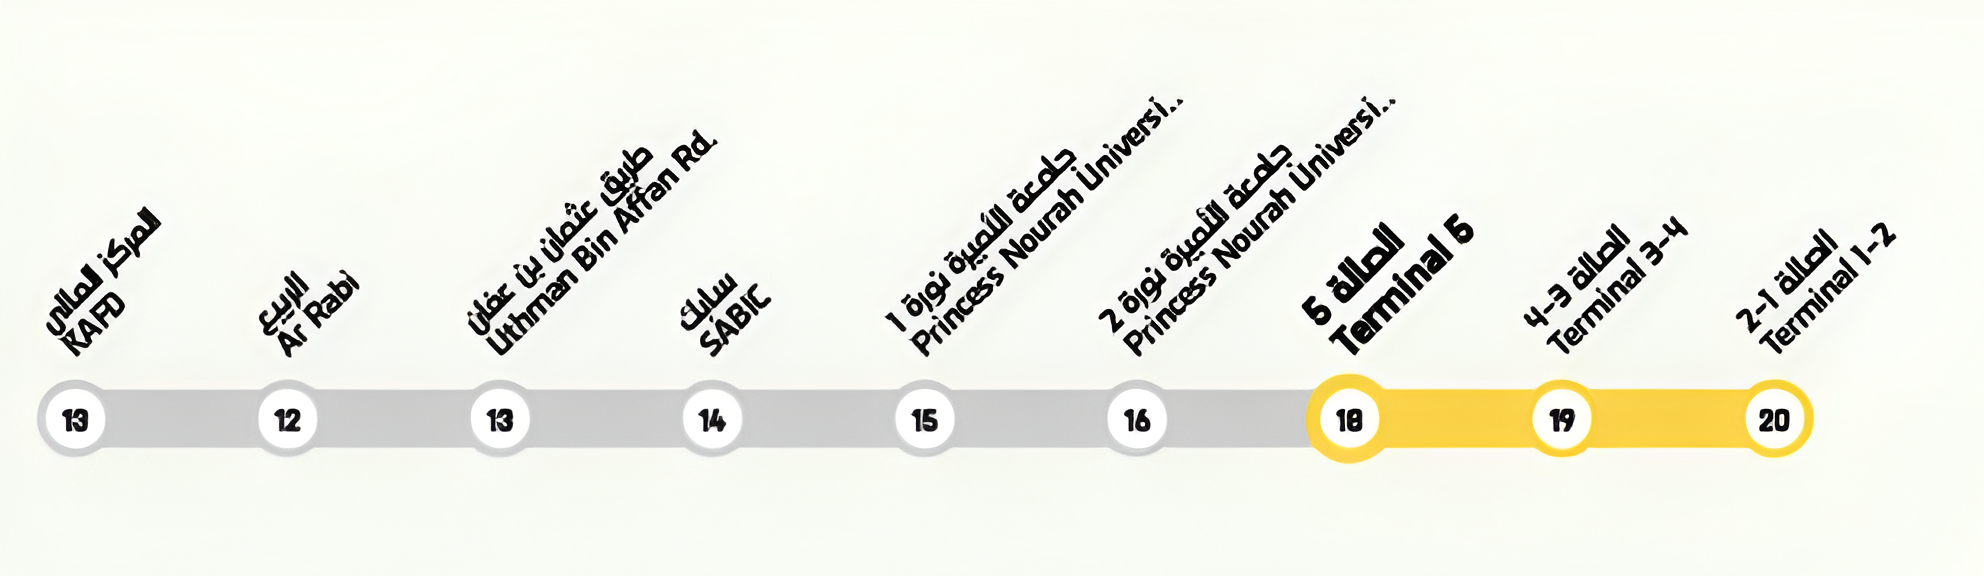 المركز المالي
KAFD
الربيع
Ar Rabi
طريق عثمان بن عفان
Uthman Bin Affan Rd.
سابك
SABIC
جامعة الأميرة نورة 1
Princess Nourah Universi..
جامعة الأميرة نورة 2
Princess Nourah Universi..
الصالة 5
Terminal 5
الصالة 3-4
Terminal 3-4
الصالة 1-2
Terminal 1-2
13
12
13
14
15
16
18
19
20